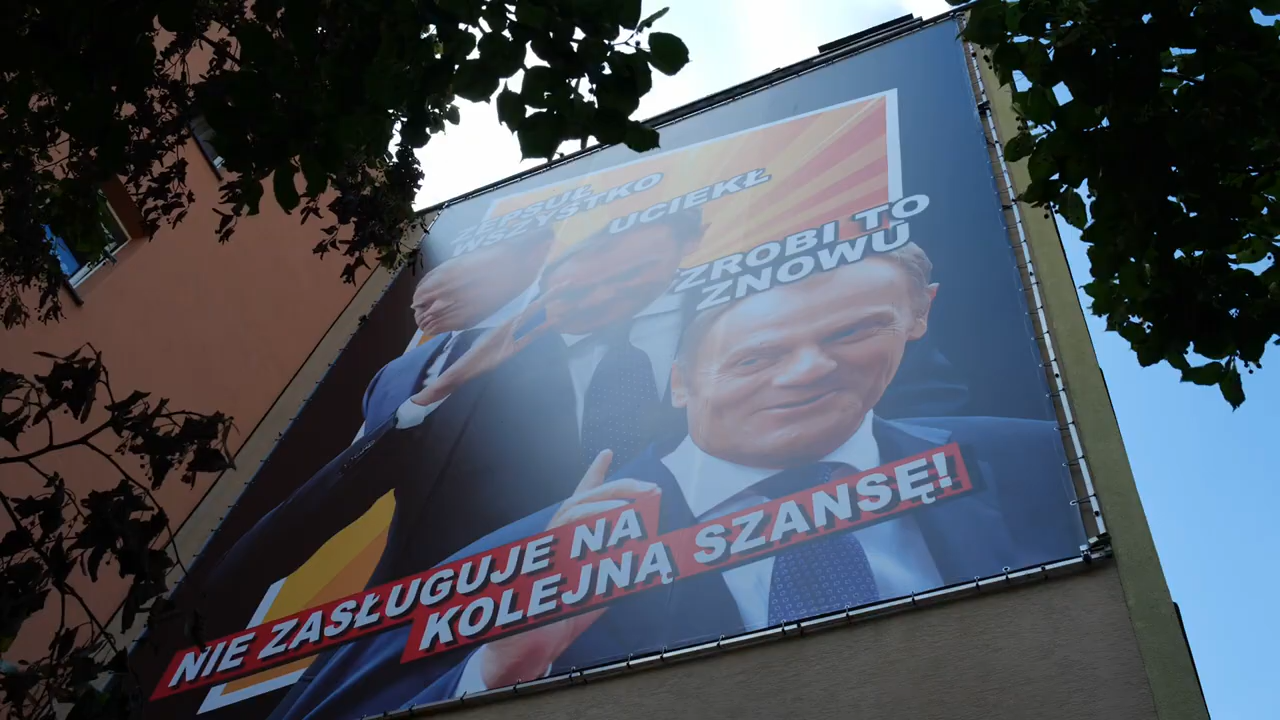 ZEPSUŁ
WSZYSTKO
UCIEKŁ
ZROBI TO
ZNOWU
NIE ZASŁUGUJE NA
KOLEJNĄ SZANSĘ!